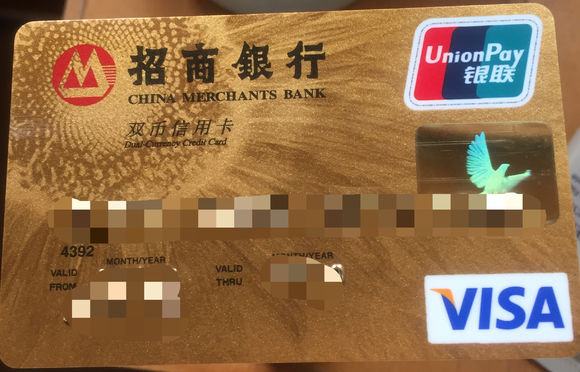 招商银行
CHINA MERCHANTS BANK
UnionPay
银联
双币信用卡
Dual-Currency Credit Card
4392
MONTH/YEAR
MONTH/YEAR
VALID
FROM
VALID
THRU
VISA